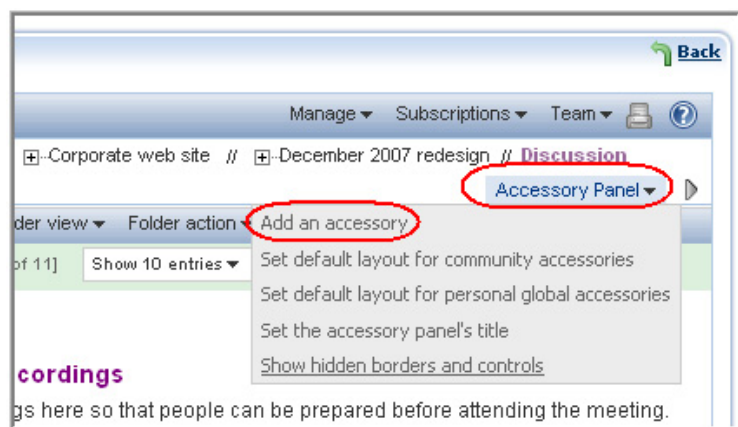 Back
Manage Subscriptions Team
Corporate web site // December 2007 redesign // Discussion
Accessory Panel
der view Folder action
of 11] Show 10 entries
Add an accessory
Set default layout for community accessories
Set default layout for personal global accessories
Set the accessory panel's title
Show hidden borders and controls
cordings
gs here so that people can be prepared before attending the meeting.